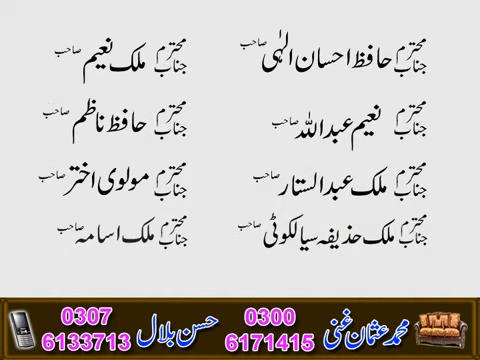 محترم جناب حافظ احسان الٰہی صاحب محترم جناب ملک نعیم صاحب
محترم جناب نعیم عبداللہ صاحب محترم جناب حافظ ناظم صاحب
محترم جناب ملک عبدالستار صاحب محترم جناب مولوی اختر صاحب
محترم جناب ملک حذیفہ سیالکوٹی صاحب محترم جناب ملک اسامہ صاحب
محمد عثمان غنی 0300 6171415 حسن بلال 0307 6133713